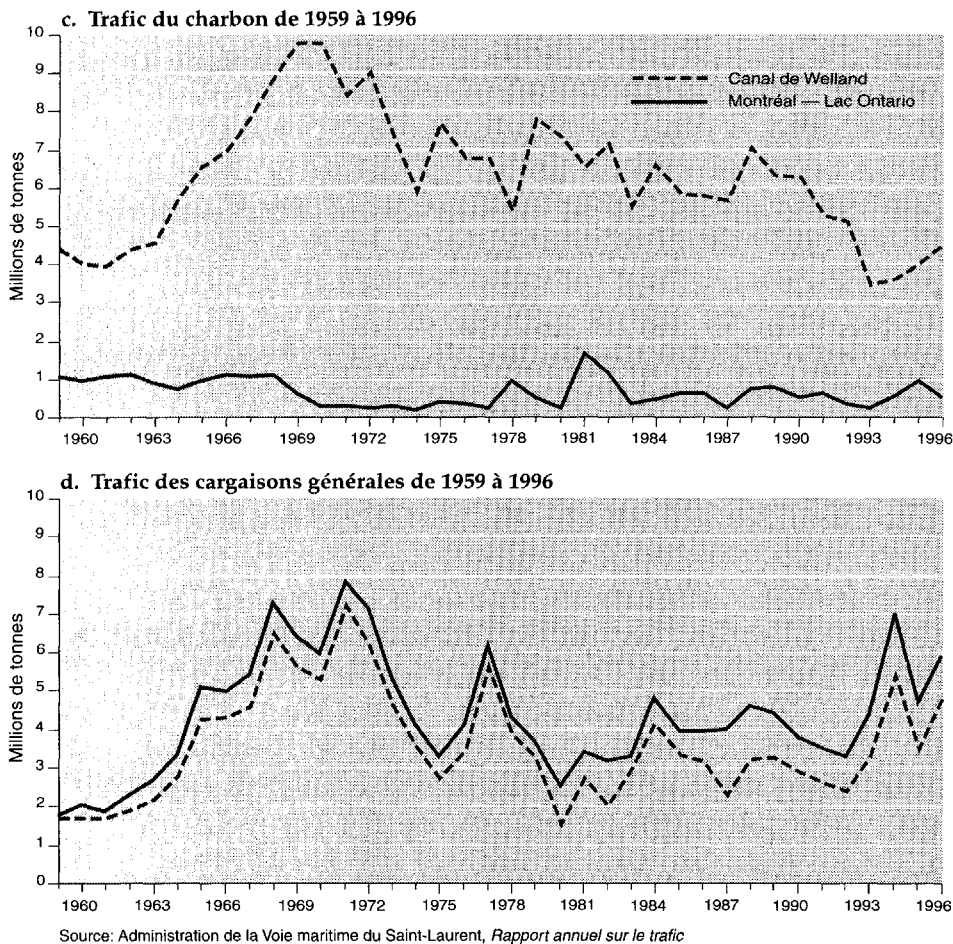 c. Trafic du charbon de 1959 à 1996
10
9
8
7
6
5
4
3
2
1
0
Millions de tonnes
Canal de Welland
Montréal — Lac Ontario
1960 1963 1966 1969 1972 1975 1978 1981 1984 1987 1990 1993 1996
d. Trafic des cargaisons générales de 1959 à 1996
10
9
8
7
6
5
4
3
2
1
0
Millions de tonnes
1960 1963 1966 1969 1972 1975 1978 1981 1984 1987 1990 1993 1996
Source: Administration de la Voie maritime du Saint-Laurent, Rapport annuel sur le trafic